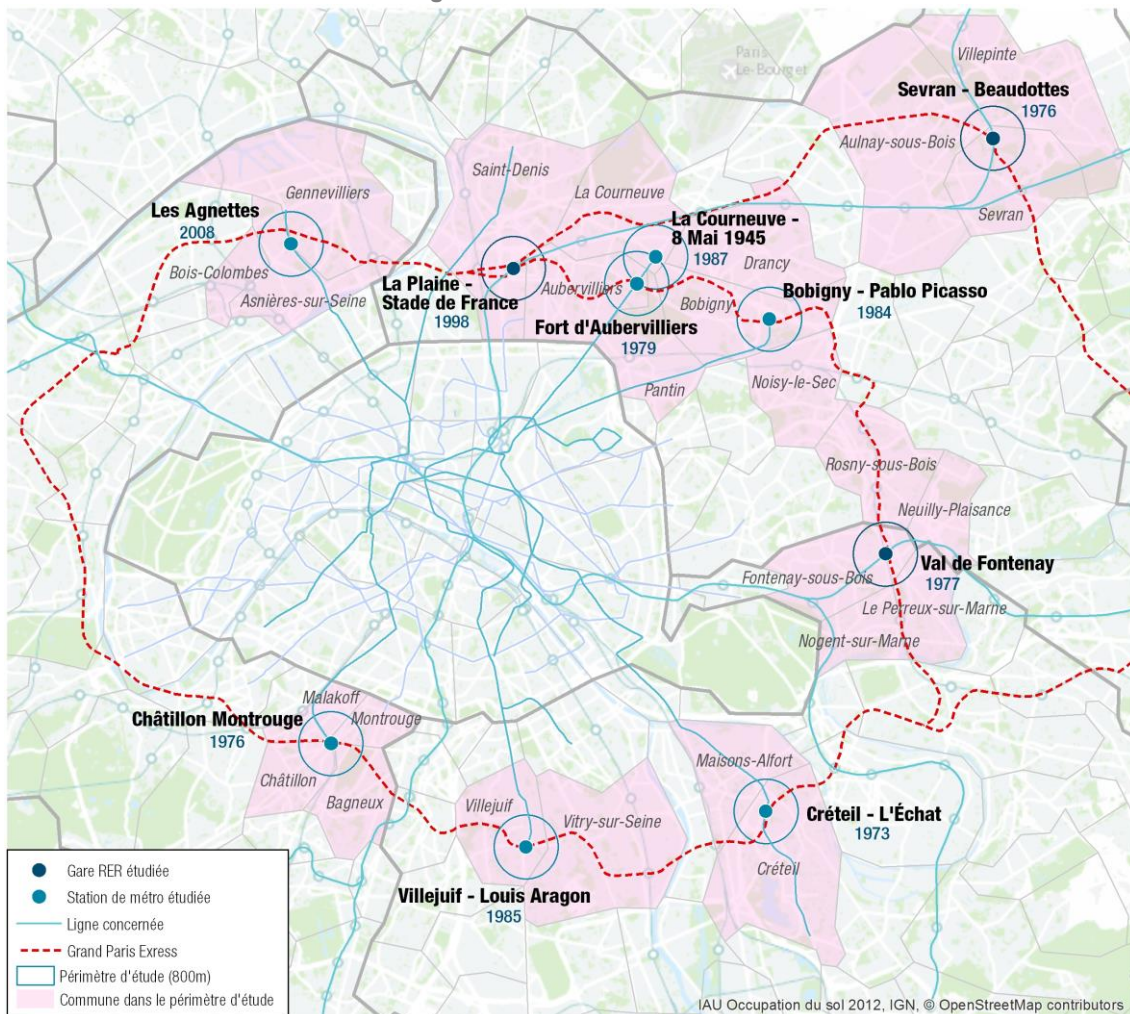 Paris
Le-Bourget
Villepinte
Sevran - Beaudottes
1976
Aulnay-sous-Bois
Sevran
Saint-Denis
Gennevilliers
La Courneuve
Les Agnettes
2008
La Courneuve -
8 Mai 1945
1987
Drancy
Bois-Colombes
Asnières-sur-Seine
La Plaine -
Stade de France
1998
Aubervilliers
Bobigny
Bobigny - Pablo Picasso
1984
Fort d'Aubervilliers
1979
Pantin
Noisy-le-Sec
Rosny-sous-Bois
Neuilly-Plaisance
Val de Fontenay
1977
Fontenay-sous-Bois
Le Perreux-sur-Marne
Nogent-sur-Marne
Malakoff
Montrouge
Châtillon Montrouge
1976
Châtillon
Bagneux
Maisons-Alfort
Villejuif
Vitry-sur-Seine
Créteil - L'Échat
1973
Créteil
Villejuif - Louis Aragon
1985
Gare RER étudiée
Station de métro étudiée
Ligne concernée
Grand Paris Exress
Périmètre d'étude (800m)
Commune dans le périmètre d'étude
IAU Occupation du sol 2012, IGN, © OpenStreetMap contributors